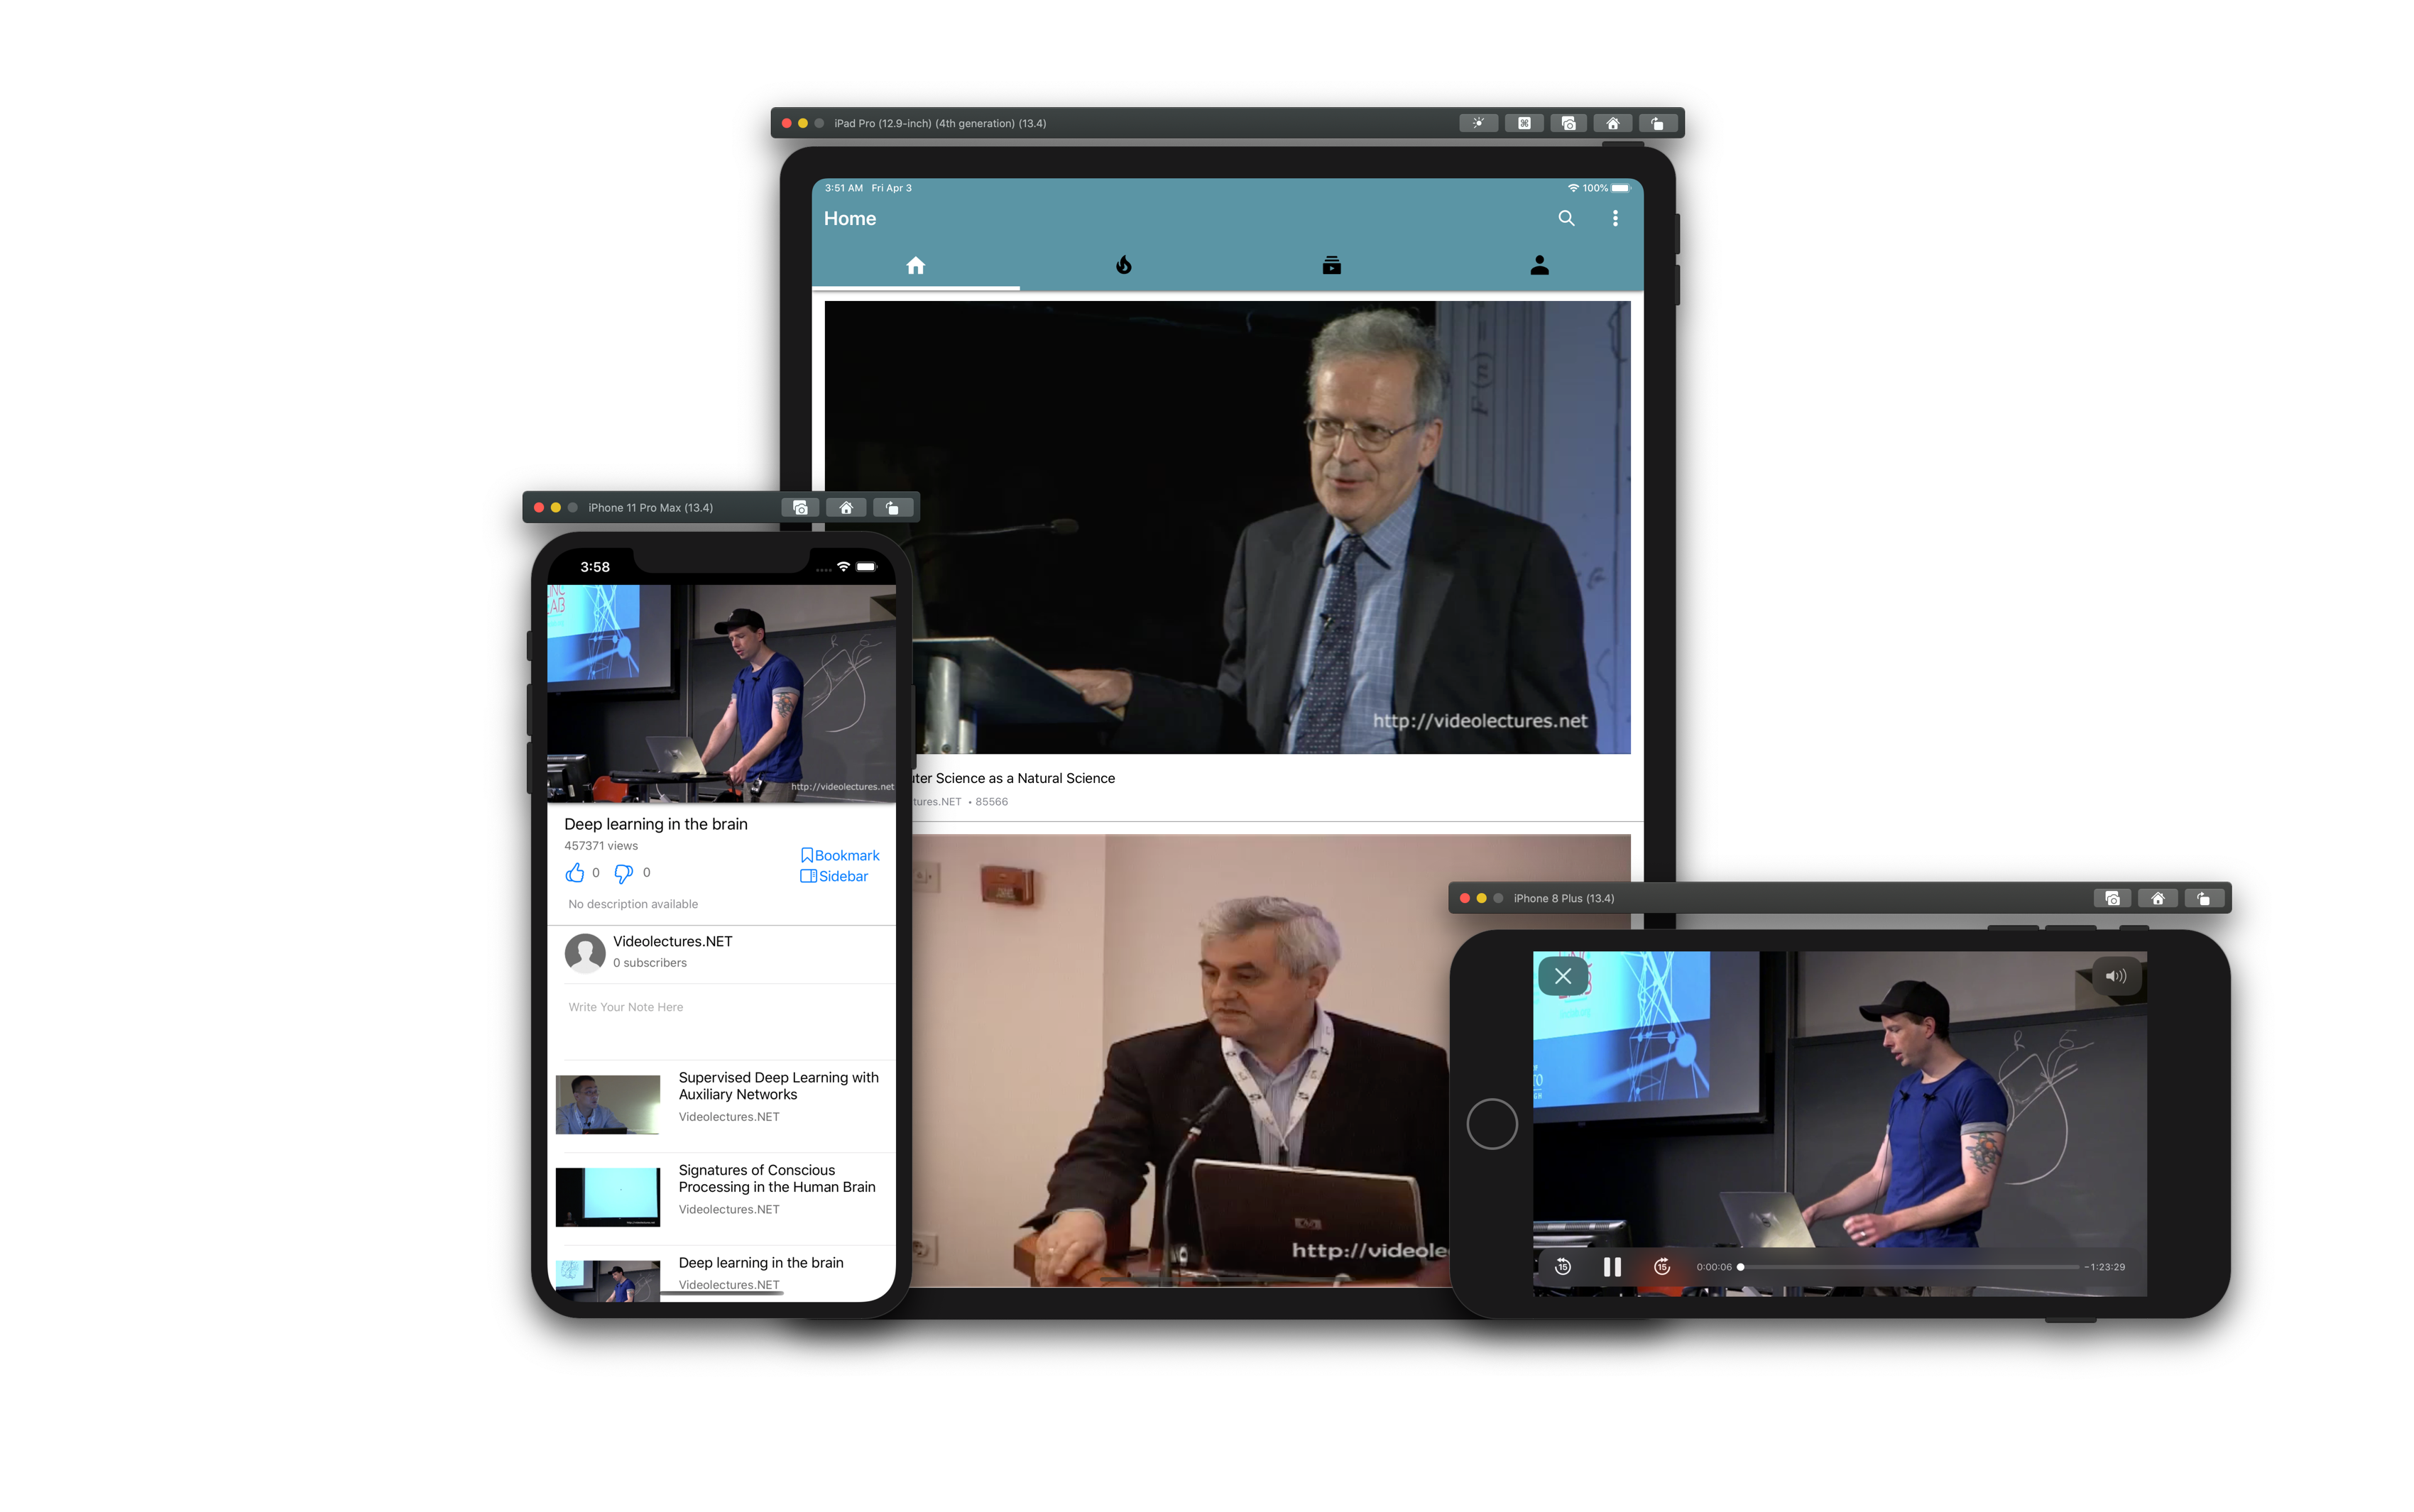 iPad Pro (12.9-inch) (4th generation) (13.4)
3:51 AM Fri Apr 3
100%
Home
F(n) =
http://videolectures.net
uter Science as a Natural Science
tures.NET • 85566
http://videole
iPhone 11 Pro Max (13.4)
3:58
http://videolectures.net
Deep learning in the brain
457371 views
Bookmark
0 0
Sidebar
No description available
Videolectures.NET
0 subscribers
Write Your Note Here
Supervised Deep Learning with
Auxiliary Networks
Videolectures.NET
Signatures of Conscious
Processing in the Human Brain
Videolectures.NET
Deep learning in the brain
Videolectures.NET
iPhone 8 Plus (13.4)
15
15
0:00:06
-1:23:29